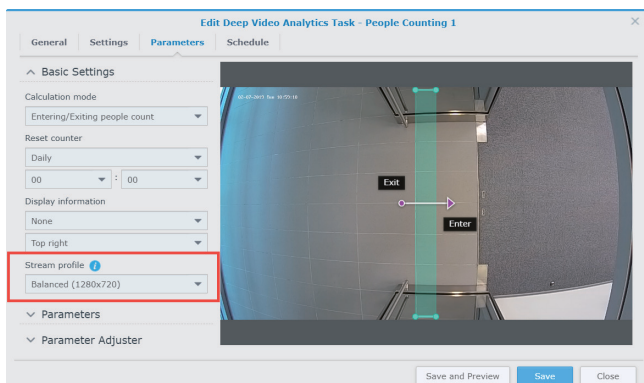 Edit Deep Video Analytics Task - People Counting 1
General Settings Parameters Schedule
Basic Settings
Calculation mode
Entering/Exiting people count
Reset counter
Daily
00 : 00
Display information
None
Top right
Stream profile
Balanced (1280x720)
Parameters
Parameter Adjuster
Exit
Enter
Save and Preview Save Close